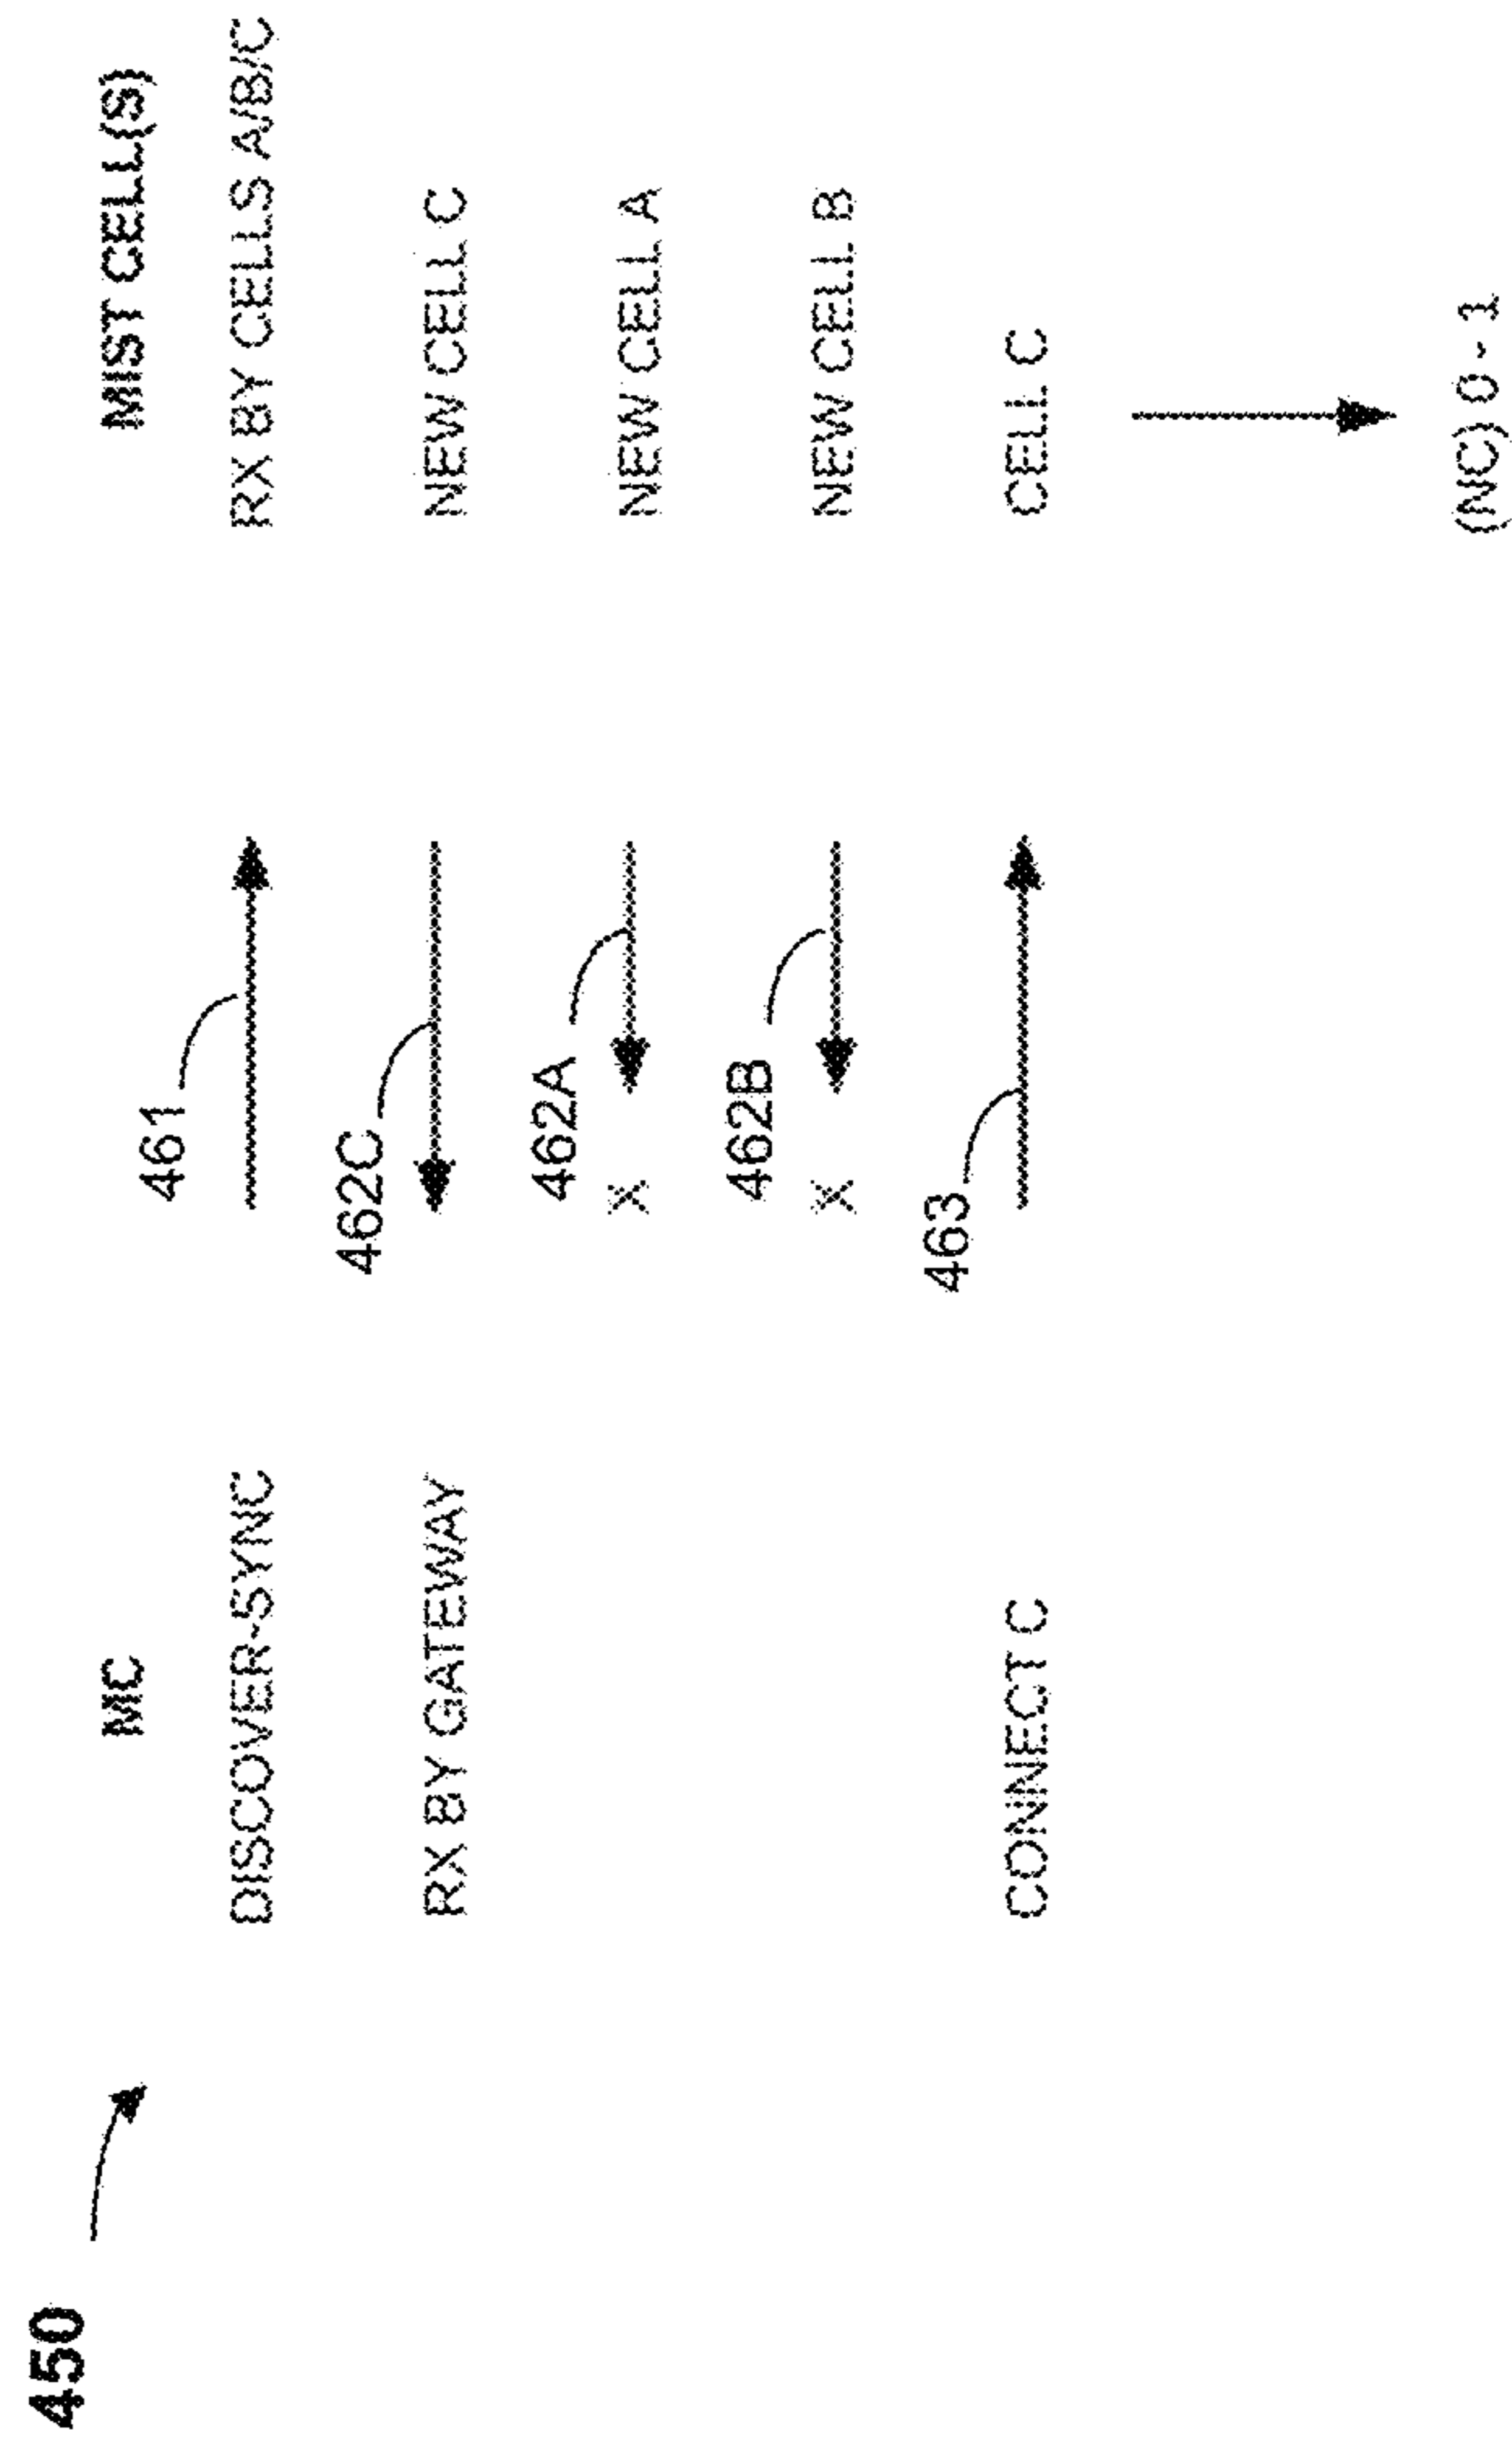 450
MC
MIST CELL(S)
461
DISCOVER-SYNC
RX BY CELLS A/B/C
462C
RX BY GATEWAY
NEW CELL C
462A
X
NEW CELL A
462B
X
NEW CELL B
463
CONNECT C
CELL C
(NC) 0 - 1